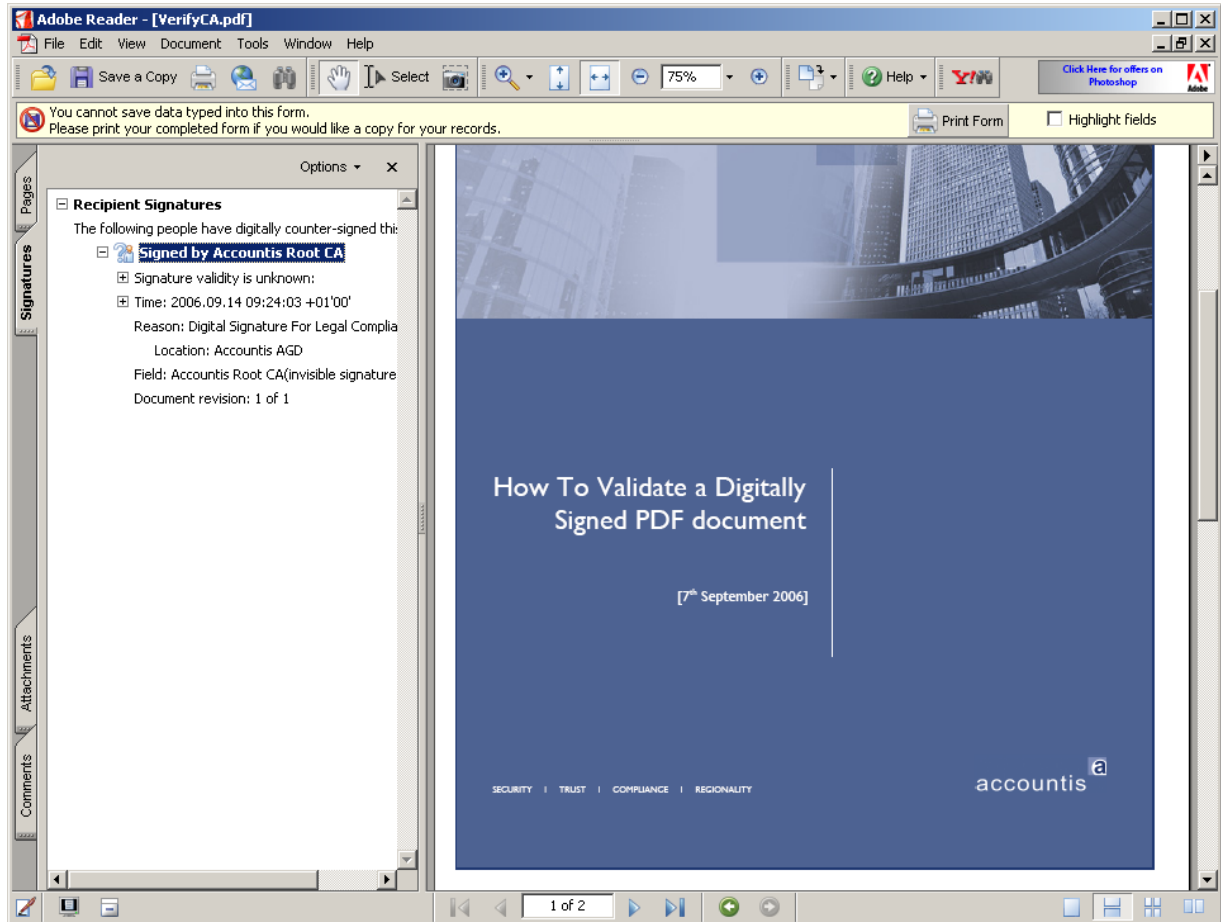 Adobe Reader - [VerifyCA.pdf]
File Edit View Document Tools Window Help
Save a Copy Select 75% Help Y! Click Here for offers on
Photoshop
Adobe
You cannot save data typed into this form.
Please print your completed form if you would like a copy for your records.
Print Form Highlight fields
Options
Pages
Signatures
Attachments
Comments
Recipient Signatures
The following people have digitally counter-signed this
Signed by Accountis Root CA
Signature validity is unknown:
Time: 2006.09.14 09:24:03 +01'00'
Reason: Digital Signature For Legal Complia
Location: Accountis AGD
Field: Accountis Root CA(invisible signature
Document revision: 1 of 1
How To Validate a Digitally
Signed PDF document
[7th September 2006]
SECURITY | TRUST | COMPLIANCE | REGIONALITY
a
accountis
1 of 2